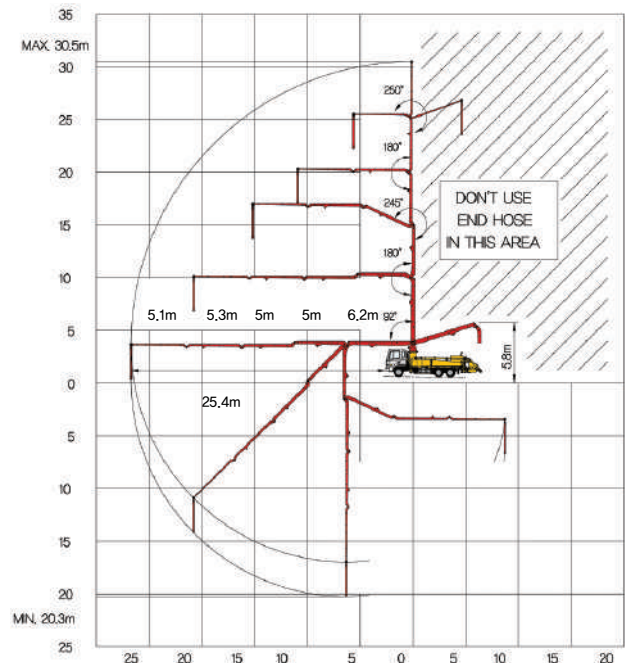 35
MAX. 30.5m
30
250°
25
180°
20
245°
DON'T USE
END HOSE
IN THIS AREA
15
180°
10
5.1m 5.3m 5m 5m 6.2m
92°
5
5.8m
0
25.4m
5
10
15
20
MIN. 20.3m
25
25 20 15 10 5 0 5 10 15 20